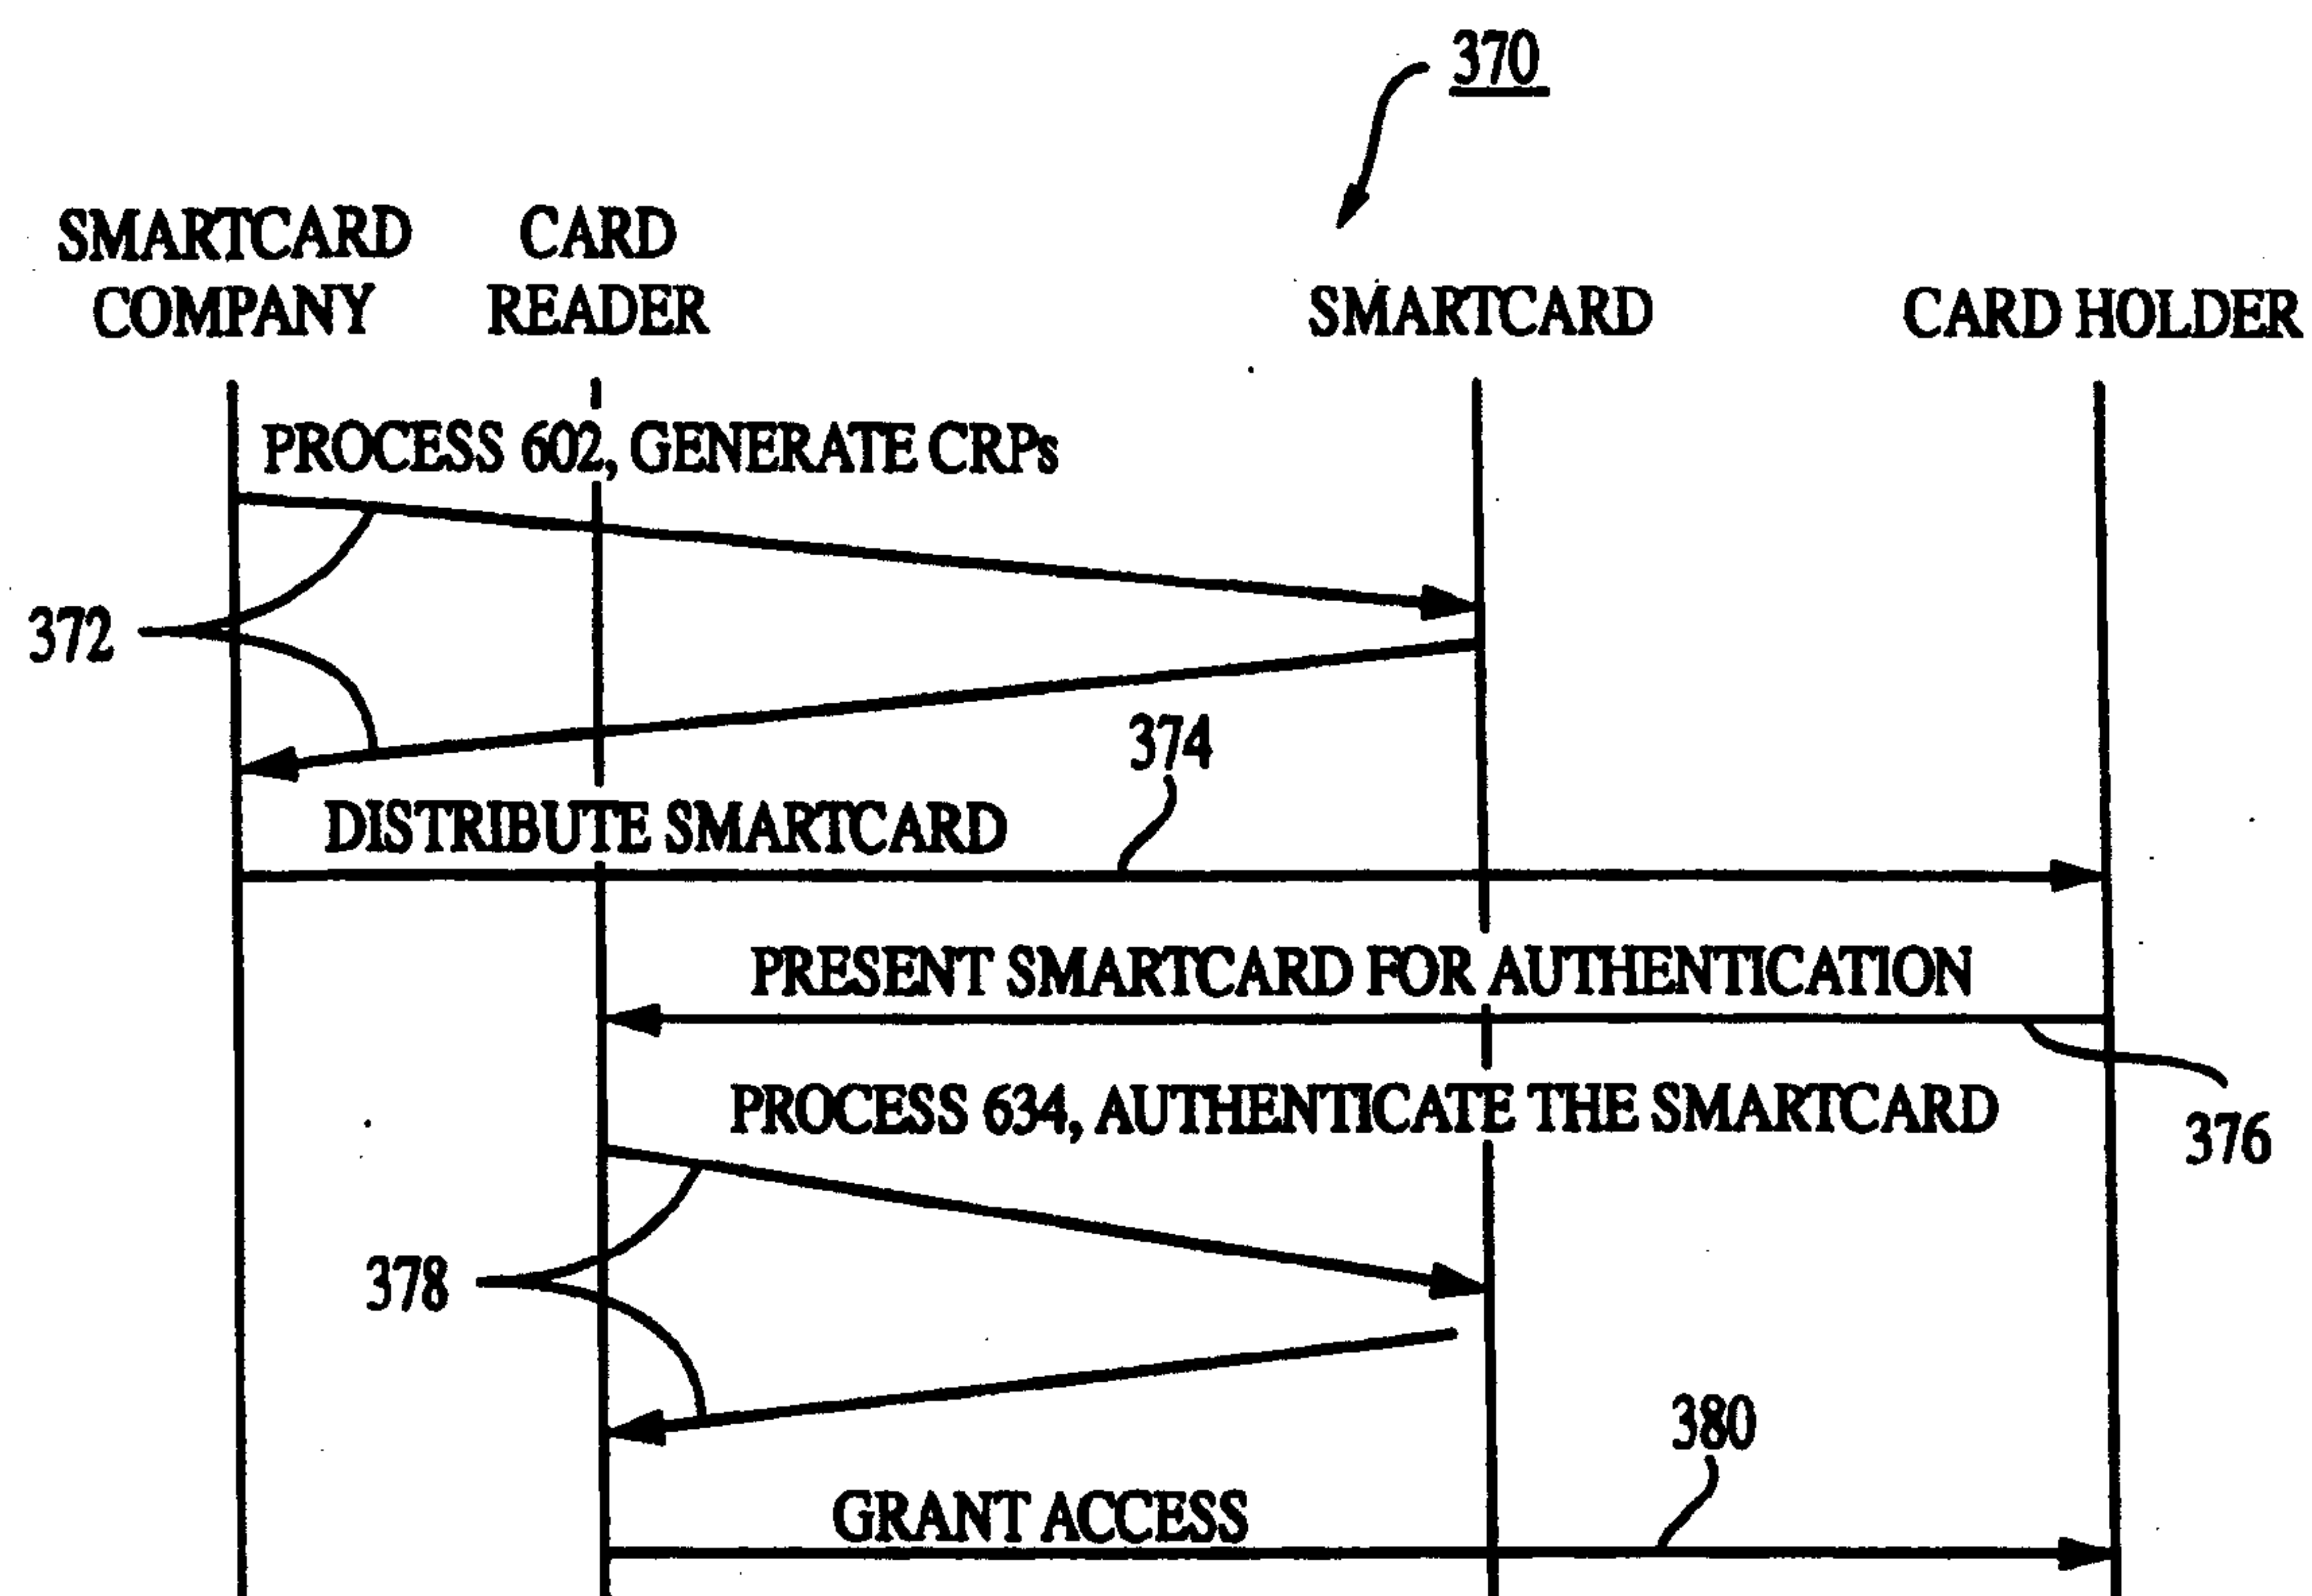 370
SMARTCARD
COMPANY
CARD
READER
SMARTCARD
CARD HOLDER
PROCESS 602, GENERATE CRPs
372
374
DISTRIBUTE SMARTCARD
PRESENT SMARTCARD FOR AUTHENTICATION
376
PROCESS 634, AUTHENTICATE THE SMARTCARD
378
380
GRANT ACCESS